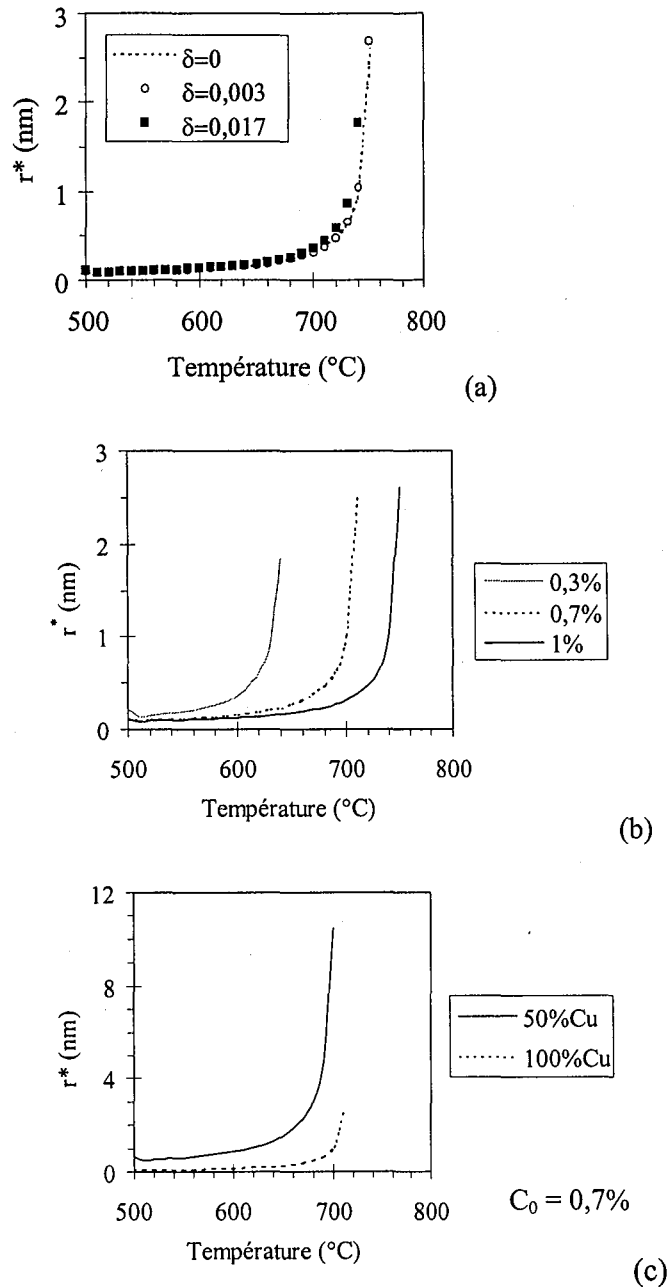 3
2
1
0
r* (nm)
δ=0
δ=0,003
δ=0,017
500 600 700 800
Température (°C)
(a)
3
2
1
0
r* (nm)
0,3%
0,7%
1%
500 600 700 800
Température (°C)
(b)
12
8
4
0
r* (nm)
50%Cu
100%Cu
500 600 700 800
Température (°C)
C₀ = 0,7%
(c)